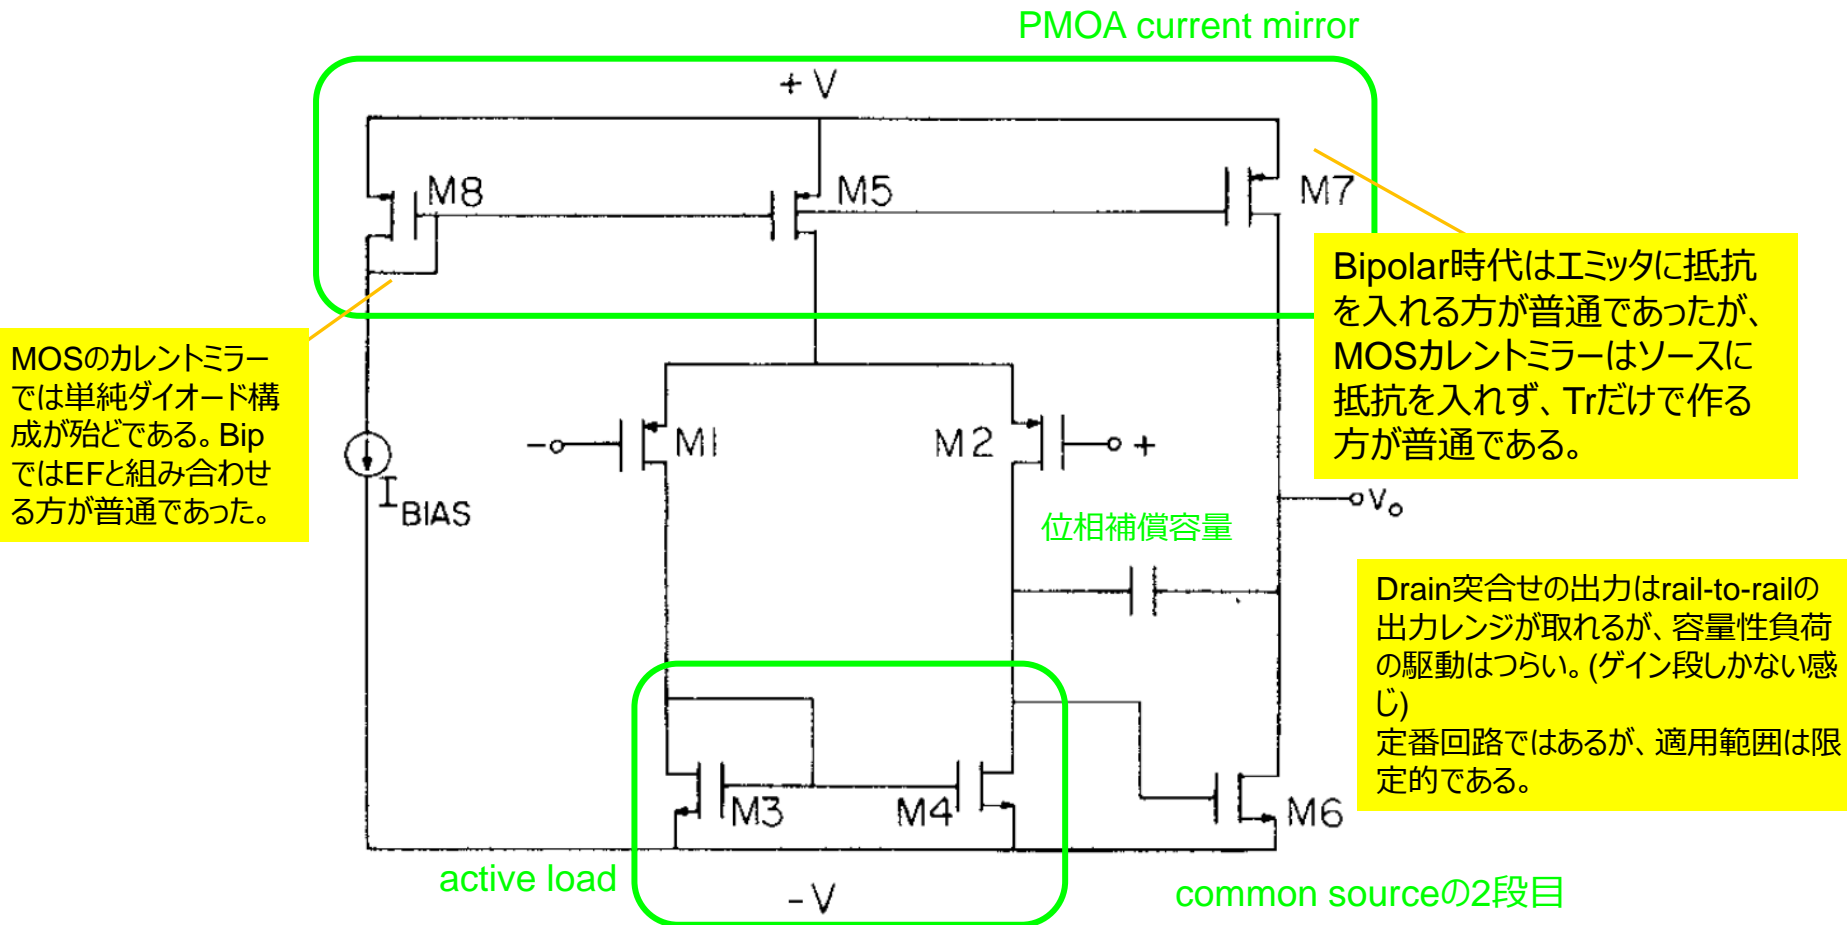 PMOA current mirror
+ V
M8
M5
M7
Bipolar時代はエミッタに抵抗
を入れる方が普通であったが、
MOSカレントミラーはソースに
抵抗を入れず、Trだけで作る
方が普通である。
MOSのカレントミラー
では単純ダイオード構
成が殆どである。Bip
ではEFと組み合わせ
る方が普通であった。
-
M1
M2
+
IBIAS
Vo
位相補償容量
Drain突合せの出力はrail-to-railの
出力レンジが取れるが、容量性負荷
の駆動はつらい。(ゲイン段しかない感
じ)
定番回路ではあるが、適用範囲は限
定的である。
M3
M4
M6
active load
-V
common sourceの2段目